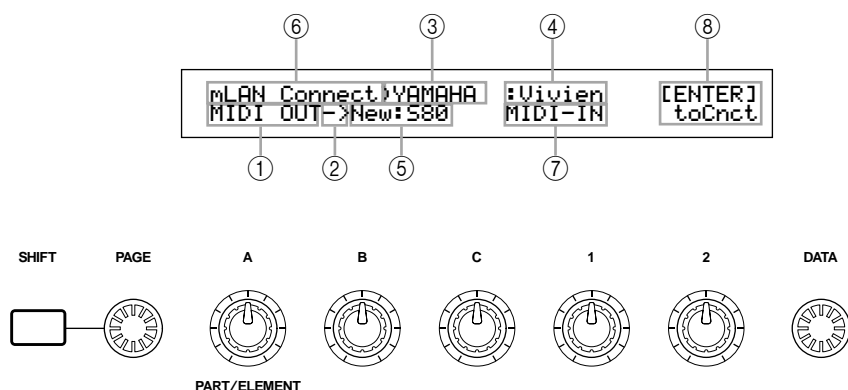 ⑥ ③ ④ ⑧
mLAN Connect)YAMAHA :Vivien [ENTER]
MIDI OUT->New:S80 MIDI-IN toCnct
① ② ⑤ ⑦
SHIFT PAGE A B C 1 2 DATA
PART/ELEMENT